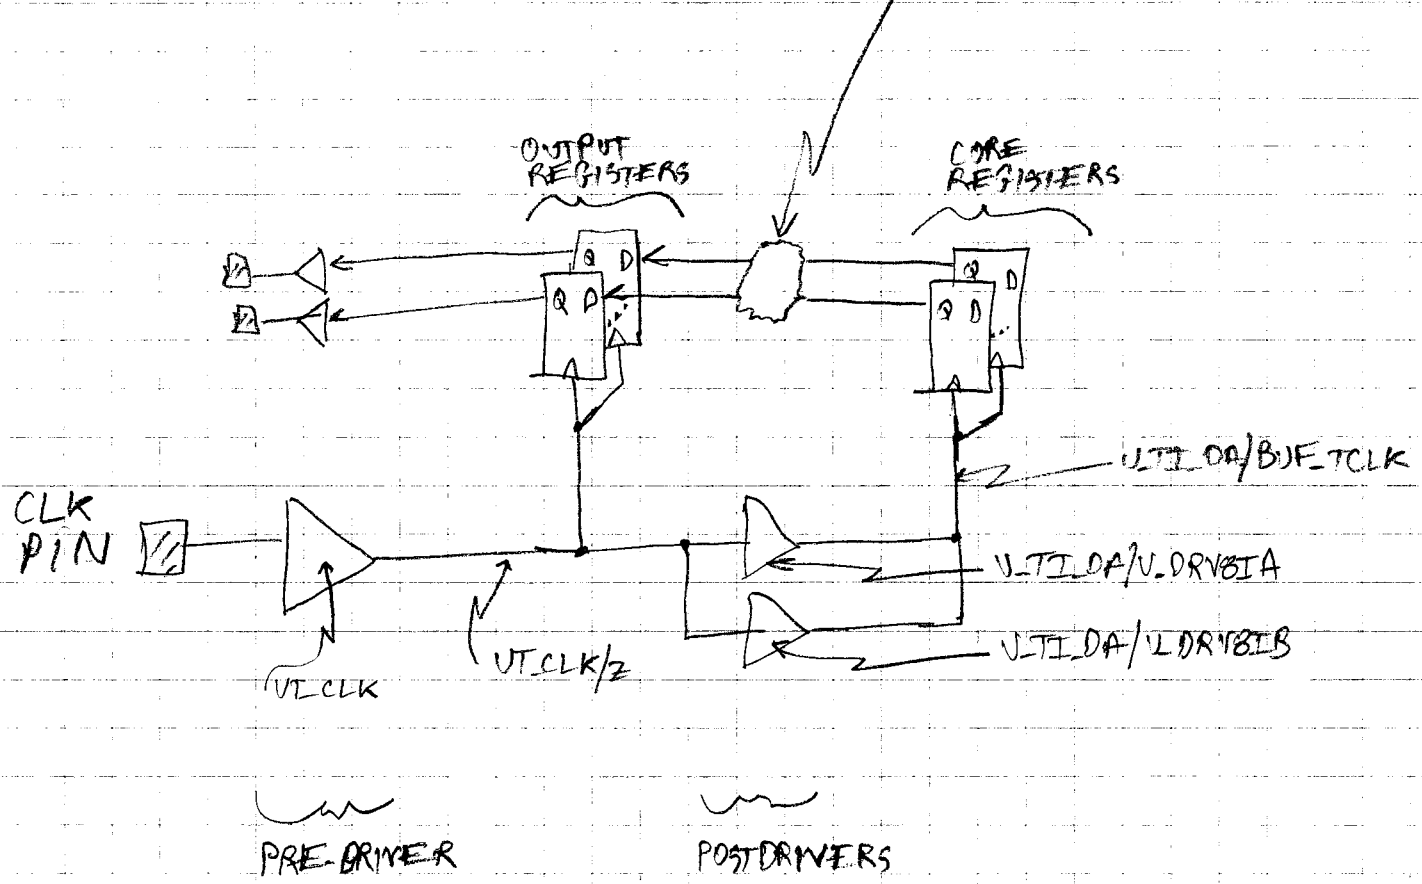 OUTPUT
REGISTERS
CORE
REGISTERS
Q D
Q D
Q D
Q D
U_TI_DA/BUF_TCLK
CLK
PIN
U_TI_DA/U_DRV8IA
U_TI_DA/U_DRV8IB
UT_CLK/Z
UT_CLK
PRE-DRIVER
POSTDRIVERS